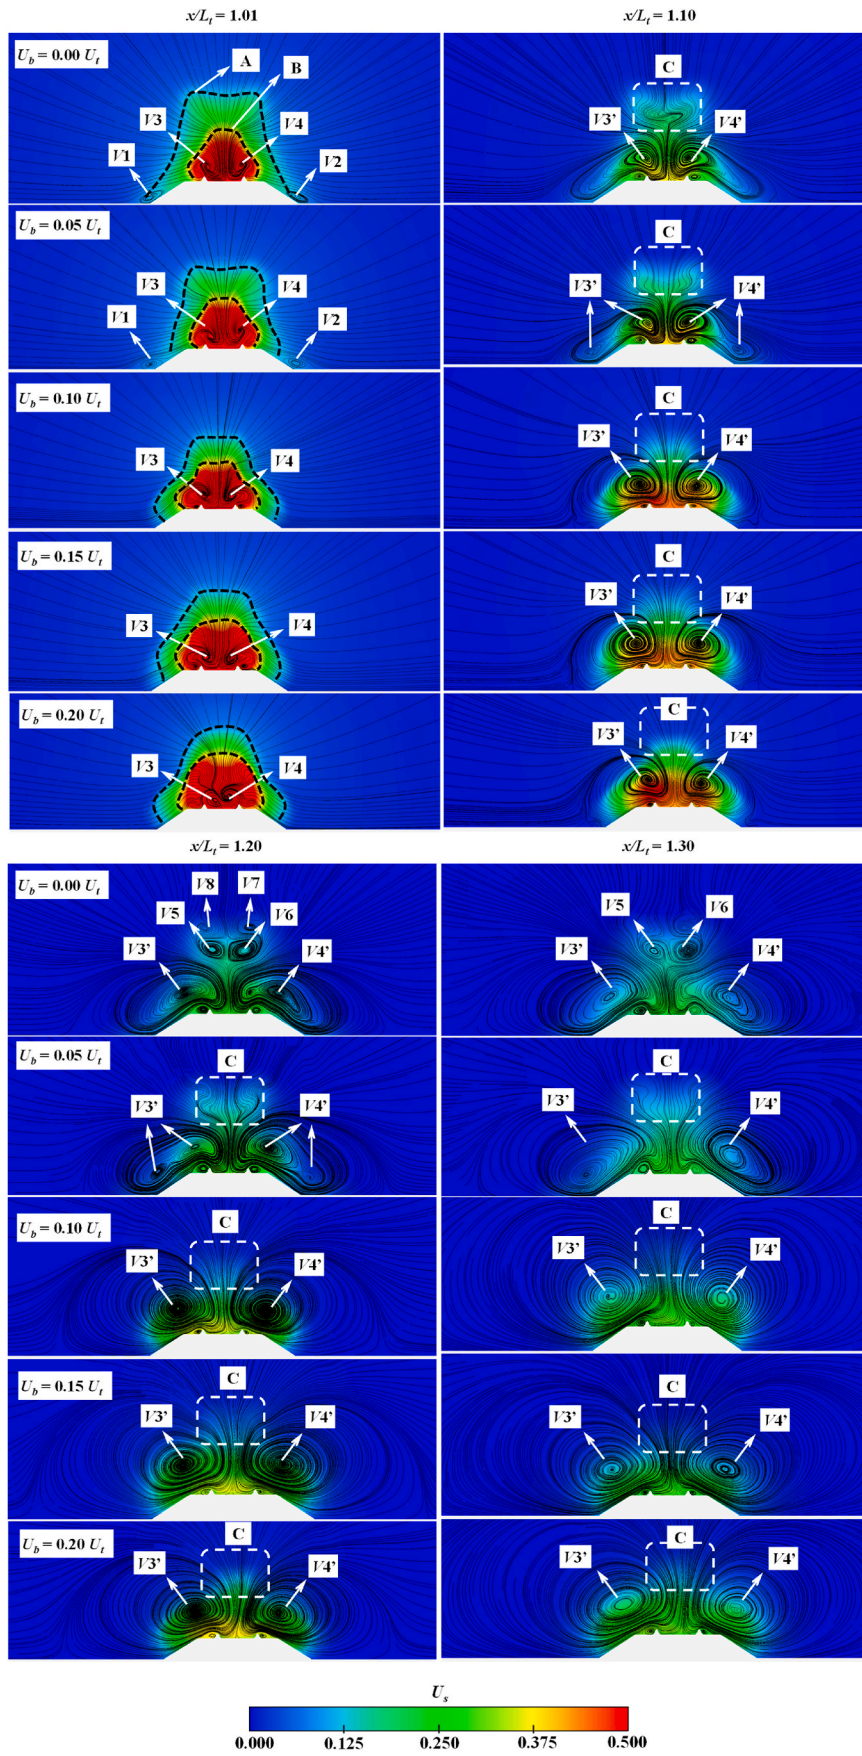 x/Lt = 1.01
x/Lt = 1.10
Ub = 0.00 Ut
A
B
V3
V4
V1
V2
C
V3'
V4'
Ub = 0.05 Ut
V3
V4
V1
V2
C
V3'
V4'
Ub = 0.10 Ut
V3
V4
C
V3'
V4'
Ub = 0.15 Ut
V3
V4
C
V3'
V4'
Ub = 0.20 Ut
V3
V4
C
V3'
V4'
x/Lt = 1.20
x/Lt = 1.30
Ub = 0.00 Ut
V8
V7
V5
V6
V3'
V4'
V5
V6
V3'
V4'
Ub = 0.05 Ut
C
V3'
V4'
C
V3'
V4'
Ub = 0.10 Ut
C
V3'
V4'
C
V3'
V4'
Ub = 0.15 Ut
C
V3'
V4'
C
V3'
V4'
Ub = 0.20 Ut
C
V3'
V4'
C
V3'
V4'
Us
0.000 0.125 0.250 0.375 0.500